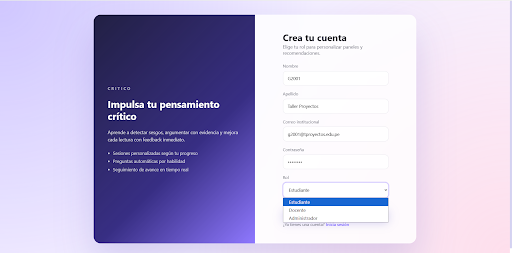 CRITICO
Impulsa tu pensamiento
crítico
Aprende a detectar sesgos, argumentar con evidencia y mejora
cada lectura con feedback inmediato.
• Sesiones personalizadas según tu progreso
• Preguntas automáticas por habilidad
• Seguimiento de avance en tiempo real
Crea tu cuenta
Elige tu rol para personalizar paneles y
recomendaciones.
Nombre
Apellido
Taller Proyectos
Correo institucional
Contraseña
••••••••
Rol
Estudiante
Estudiante
Docente
Administrador
¿Ya tienes una cuenta? Inicia sesión